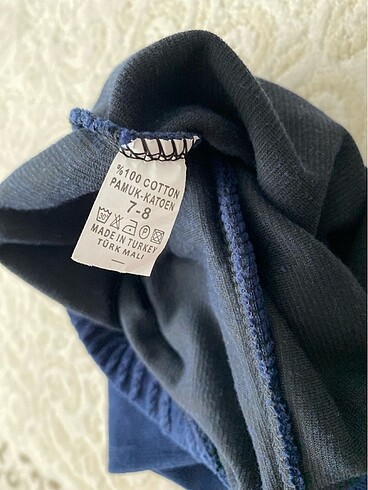 %100 COTTON
PAMUK-KATOEN
7-8
MADE IN TURKEY
TÜRK MALI